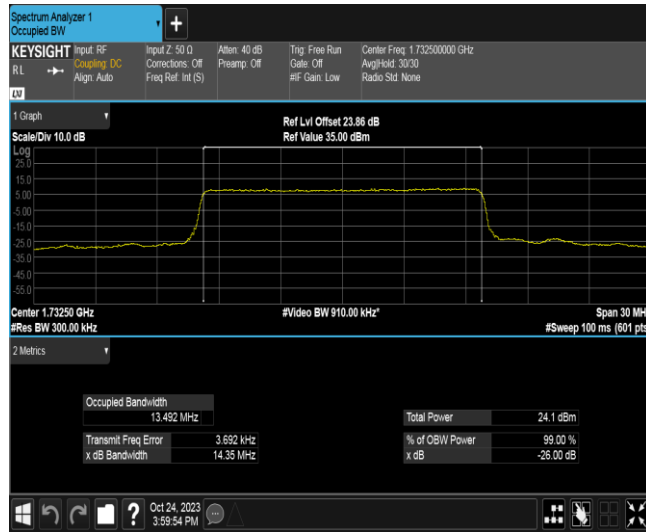 Spectrum Analyzer 1
Occupied BW
+
KEYSIGHT Input: RF Input Z: 50 Ω Atten: 40 dB Trig: Free Run Center Freq: 1.732500000 GHz
RL Coupling: DC Corrections: Off Preamp: Off Gate: Off Avg|Hold: 30/30
Align: Auto Freq Ref: Int (S) #IF Gain: Low Radio Std: None
LXI
1 Graph
Ref Lvl Offset 23.86 dB
Scale/Div 10.0 dB Ref Value 35.00 dBm
Log
25.0
15.0
5.00
-5.00
-15.0
-25.0
-35.0
-45.0
-55.0
Center 1.73250 GHz #Video BW 910.00 kHz* Span 30 MH
#Res BW 300.00 kHz #Sweep 100 ms (601 pts
2 Metrics
Occupied Bandwidth
13.492 MHz Total Power 24.1 dBm
Transmit Freq Error 3.692 kHz % of OBW Power 99.00 %
x dB Bandwidth 14.35 MHz x dB -26.00 dB
? Oct 24, 2023
3:59:54 PM